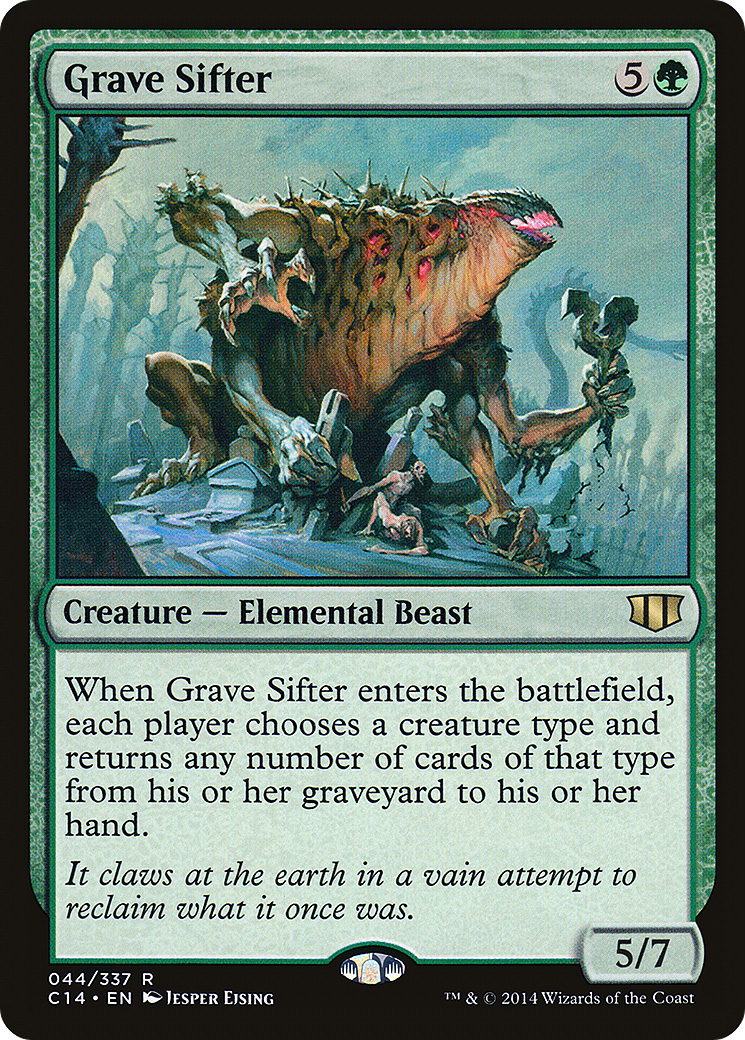 Grave Sifter 5
Creature — Elemental Beast
When Grave Sifter enters the battlefield,
each player chooses a creature type and
returns any number of cards of that type
from his or her graveyard to his or her
hand.
It claws at the earth in a vain attempt to
reclaim what it once was.
5/7
044/337 R
C14 • EN Jesper Ejsing
™ & © 2014 Wizards of the Coast